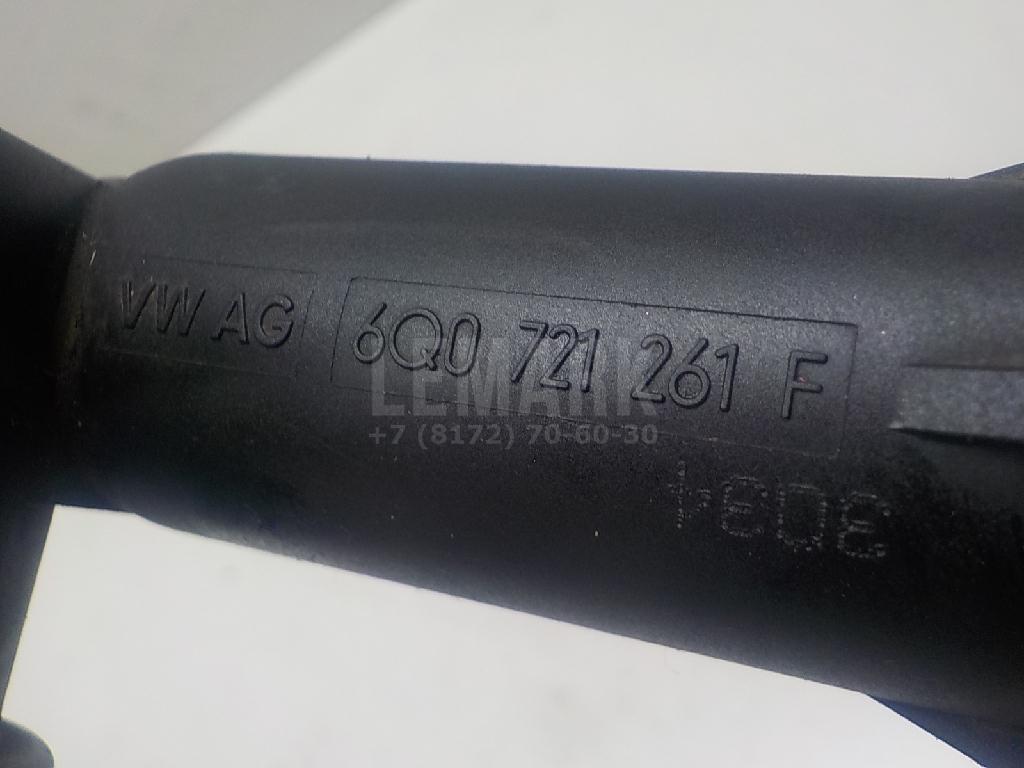 VW AG 6Q0 721 261 F
LEMARK
+7 (8172) 70-60-30